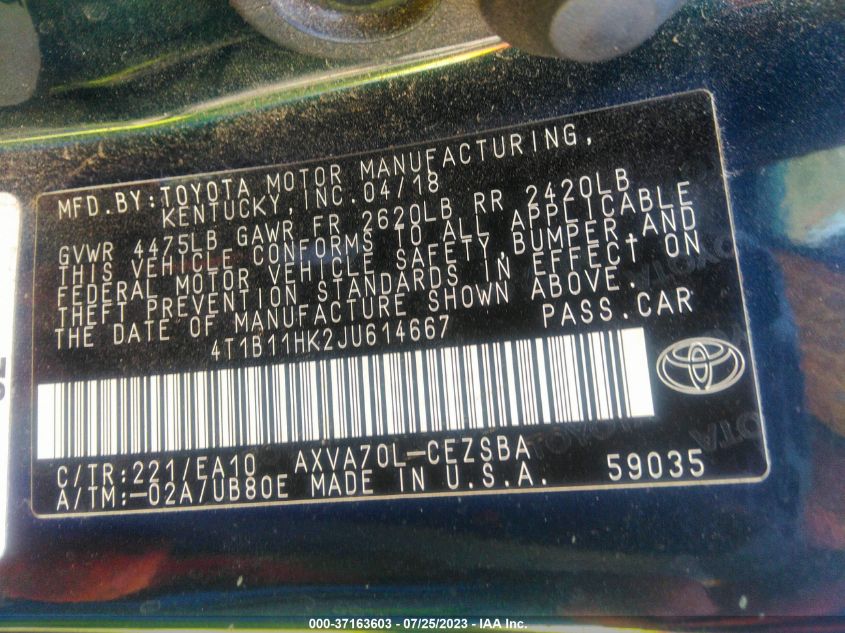 MFD.BY:TOYOTA MOTOR MANUFACTURING,
KENTUCKY,INC.04/18
GVWR 4475LB GAWR FR 2620LB RR 2420LB
THIS VEHICLE CONFORMS TO ALL APPLICABLE
FEDERAL MOTOR VEHICLE SAFETY,BUMPER,AND
THEFT PREVENTION STANDARDS IN EFFECT ON
THE DATE OF MANUFACTURE SHOWN ABOVE.
4T1B11HK2JU614667 PASS.CAR
C/TR:221/EA10 AXVA70L-CEZSBA 59035
A/TM:-02A/UB80E MADE IN U.S.A.
000-37163603 / 07/25/2023 - IAA Inc.